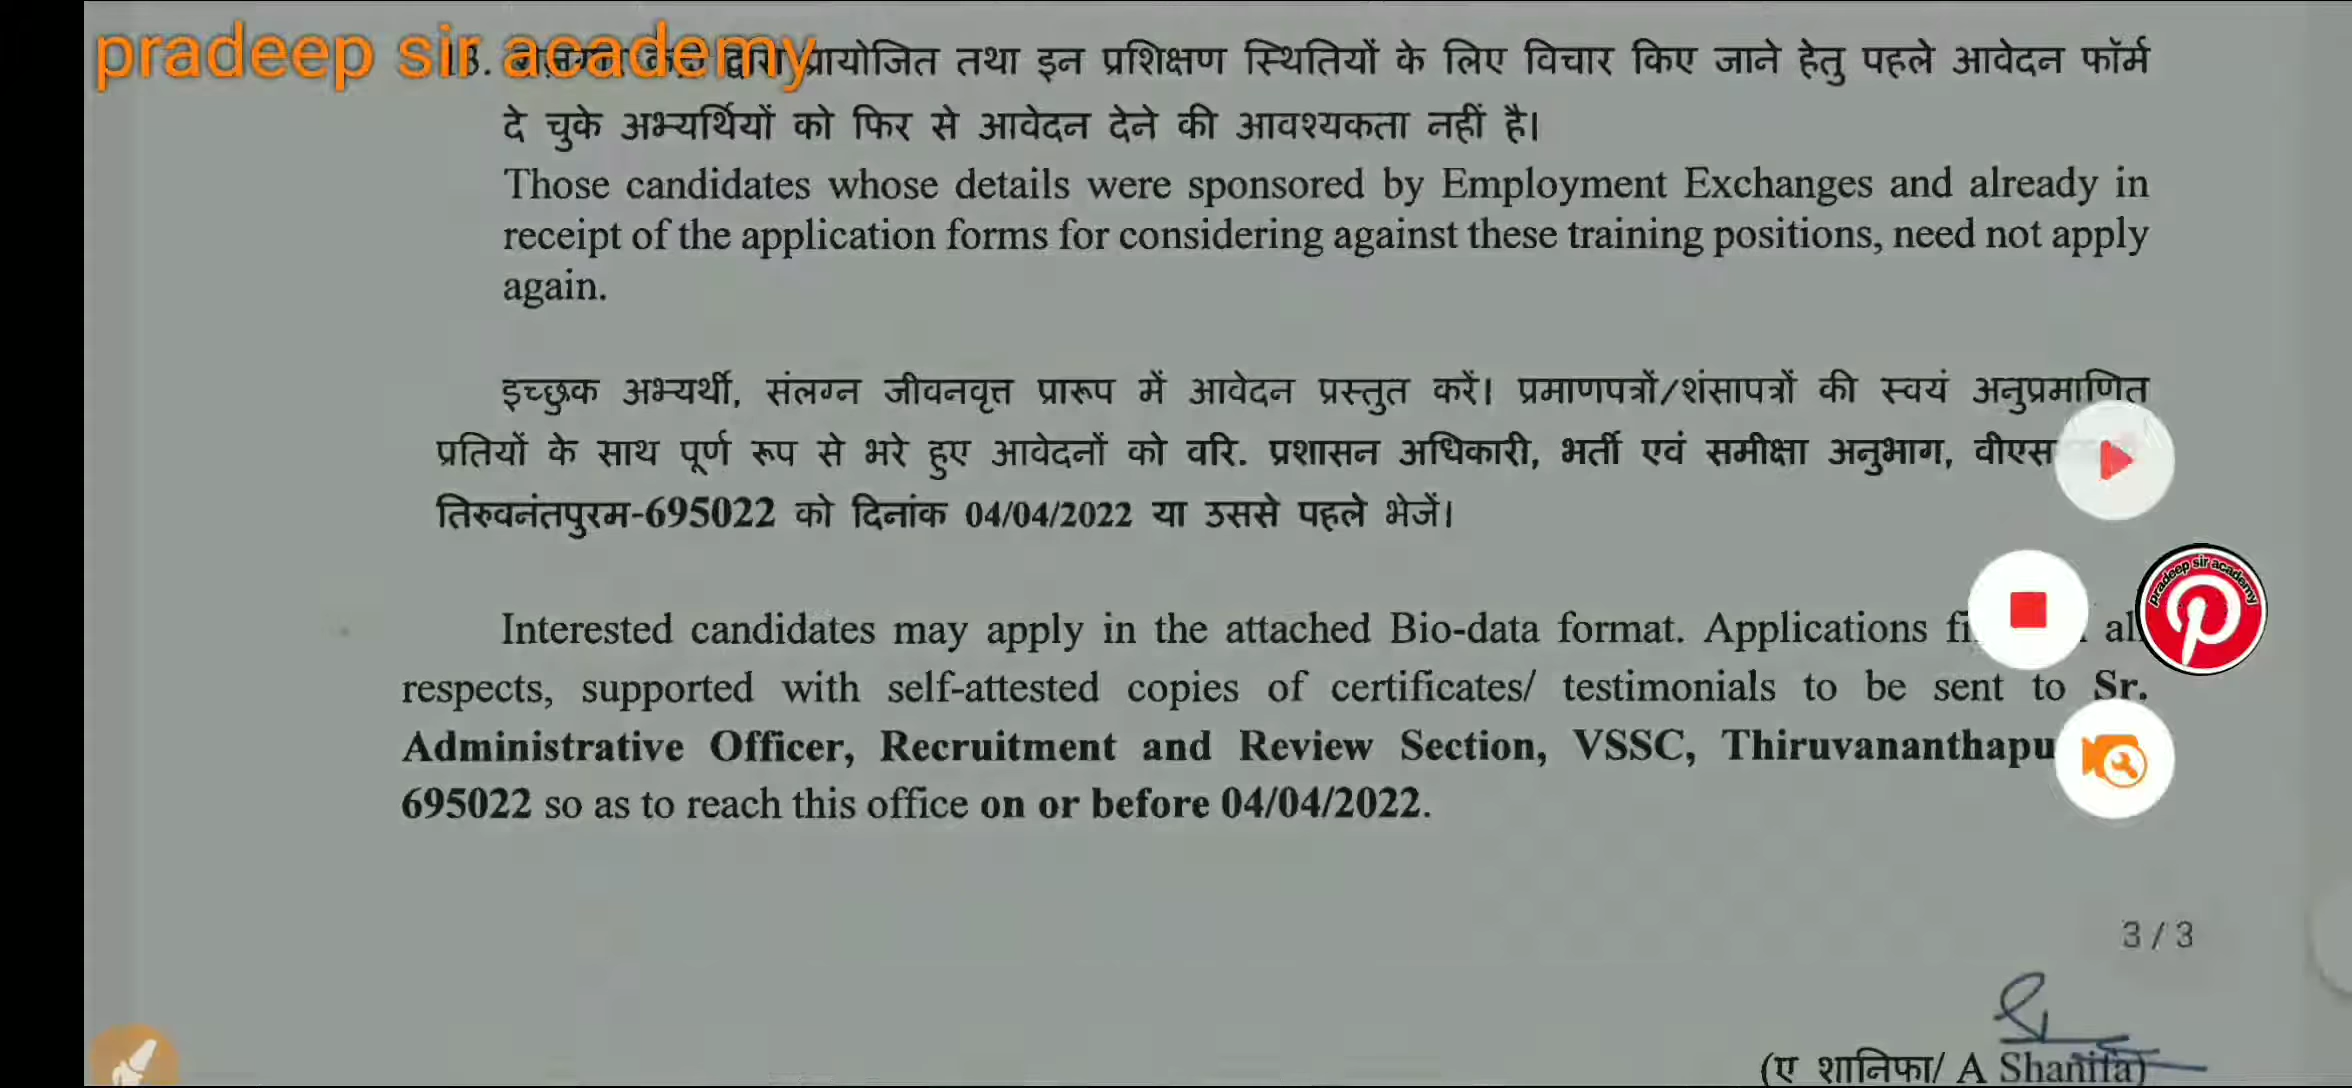 pradeep sir academy
13. द्वारा प्रायोजित तथा इन प्रशिक्षण स्थितियों के लिए विचार किए जाने हेतु पहले आवेदन फॉर्म
दे चुके अभ्यर्थियों को फिर से आवेदन देने की आवश्यकता नहीं है।
Those candidates whose details were sponsored by Employment Exchanges and already in
receipt of the application forms for considering against these training positions, need not apply
again.
इच्छुक अभ्यर्थी, संलग्न जीवनवृत्त प्रारूप में आवेदन प्रस्तुत करें। प्रमाणपत्रों/शंसापत्रों की स्वयं अनुप्रमाणित
प्रतियों के साथ पूर्ण रूप से भरे हुए आवेदनों को वरि. प्रशासन अधिकारी, भर्ती एवं समीक्षा अनुभाग, वीएस
तिरुवनंतपुरम-695022 को दिनांक 04/04/2022 या उससे पहले भेजें।
pradeep sir academy
Interested candidates may apply in the attached Bio-data format. Applications
respects, supported with self-attested copies of certificates/ testimonials to be sent to Sr.
Administrative Officer, Recruitment and Review Section, VSSC, Thiruvananthapu
695022 so as to reach this office on or before 04/04/2022.
3 / 3
(ए शानिफा/ A Shanifa)